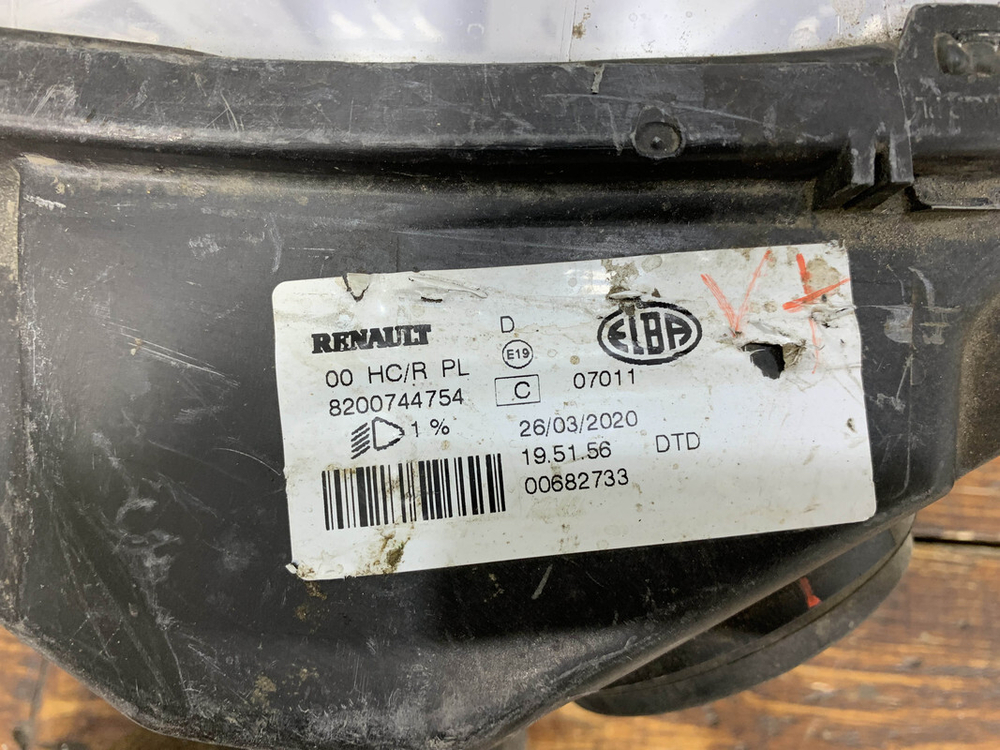 RENAULT
D
ELBA
E19
00 HC/R PL
C
07011
8200744754
1 %
26/03/2020
19.51.56
DTD
00682733